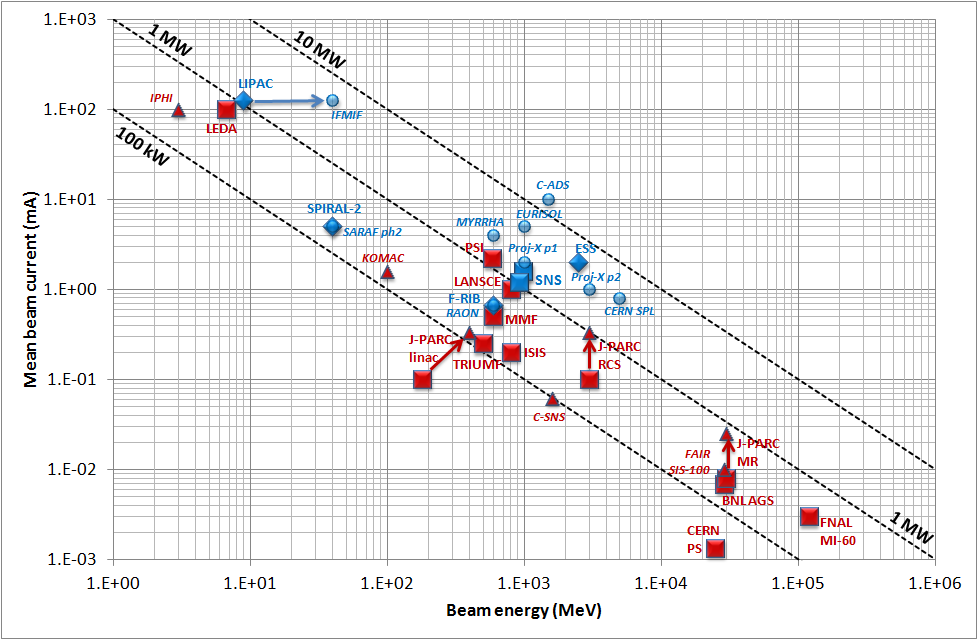 1.E+03
1 MW
10 MW
LIPAC
IPHI
1.E+02
LEDA
IFMIF
100 kW
C-ADS
1.E+01
SPIRAL-2
SARAF ph2
MYRRHA
EURISOL
KOMAC
PSI
Proj-X p1
ESS
LANSCE
SNS
Proj-X p2
1.E+00
F-RIB
RAON
MMF
CERN SPL
J-PARC
linac
TRIUMF
ISIS
J-PARC
RCS
1.E-01
C-SNS
J-PARC
MR
FAIR
SIS-100
1.E-02
BNLAGS
FNAL
MI-60
1 MW
CERN
PS
1.E-03
Mean beam current (mA)
1.E+00
1.E+01
1.E+02
1.E+03
1.E+04
1.E+05
1.E+06
Beam energy (MeV)